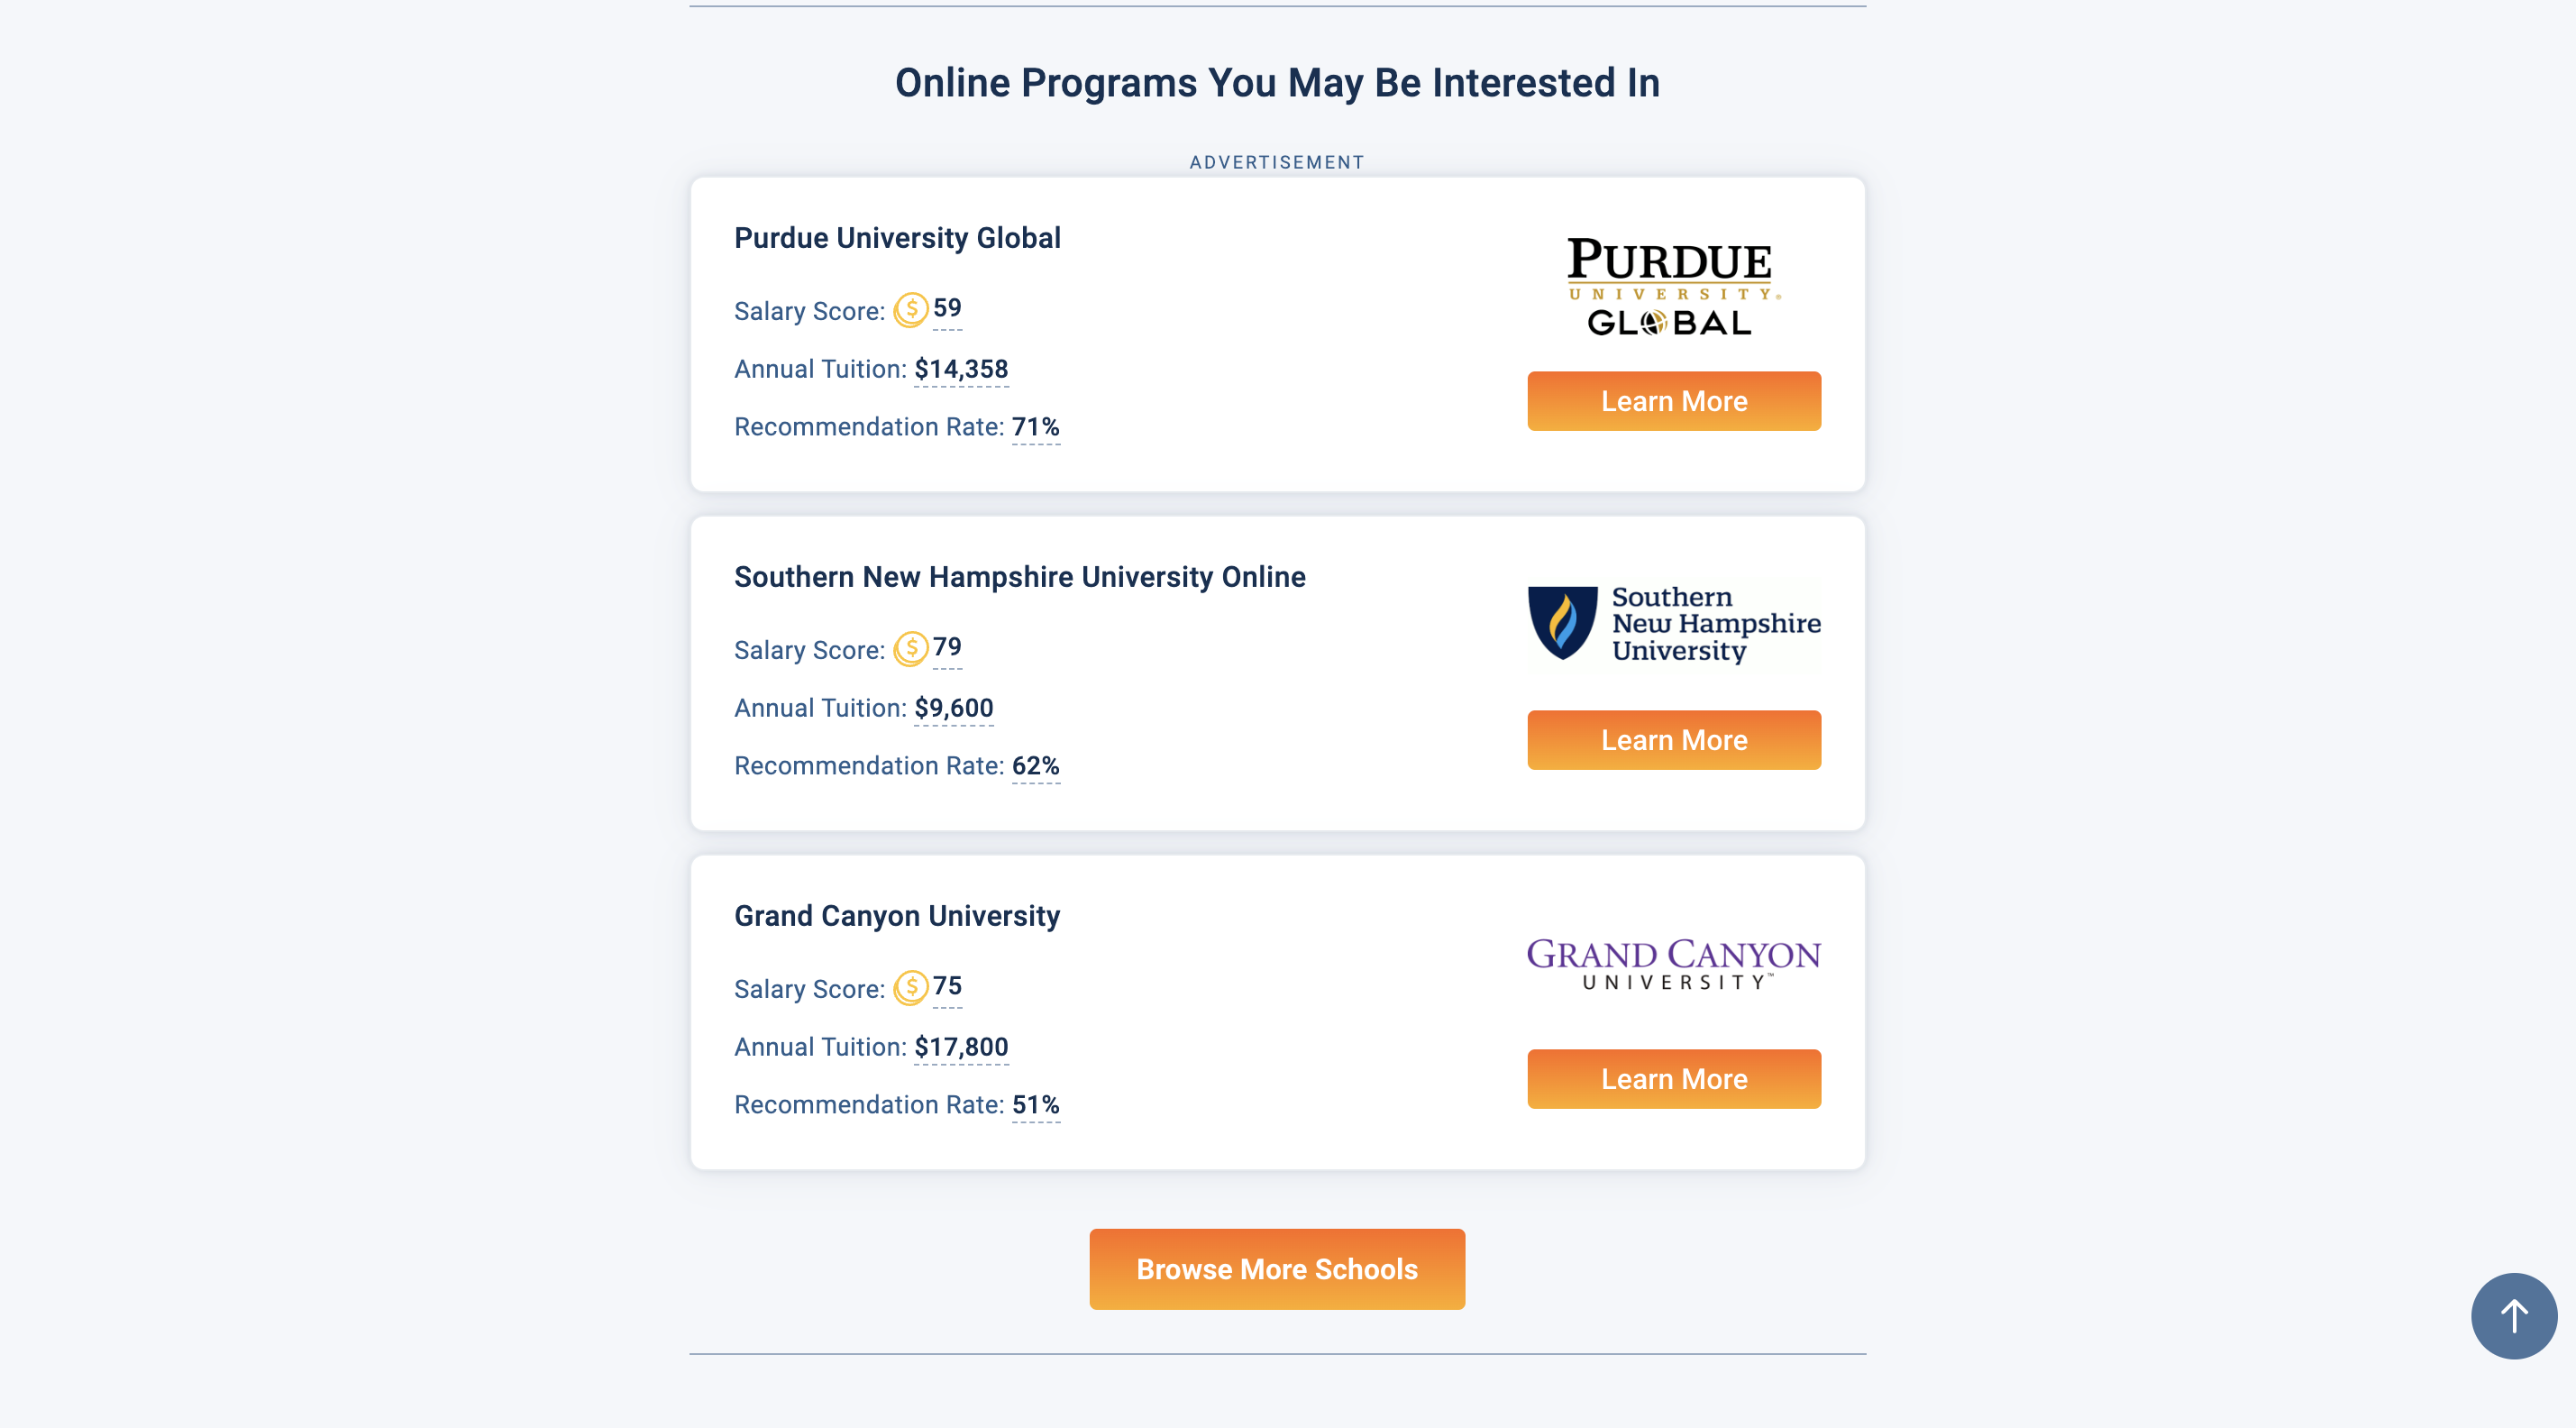 Online Programs You May Be Interested In
ADVERTISEMENT
Purdue University Global
Salary Score: $ 59
Annual Tuition: $14,358
Recommendation Rate: 71%
PURDUE
UNIVERSITY®
GLOBAL
Learn More
Southern New Hampshire University Online
Salary Score: $ 79
Annual Tuition: $9,600
Recommendation Rate: 62%
Southern
New Hampshire
University
Learn More
Grand Canyon University
Salary Score: $ 75
Annual Tuition: $17,800
Recommendation Rate: 51%
GRAND CANYON
UNIVERSITY™
Learn More
Browse More Schools